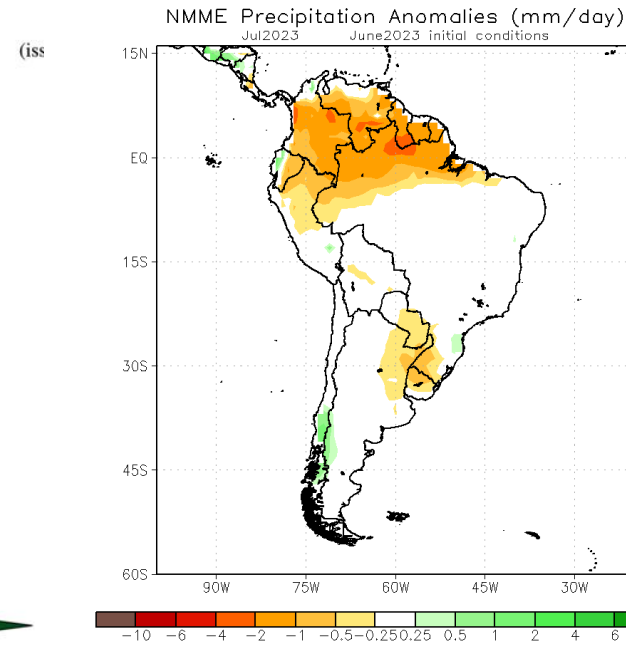 NMME Precipitation Anomalies (mm/day)
Jul2023 June2023 initial conditions
(iss
15N
EQ
15S
30S
45S
60S
90W 75W 60W 45W 30W
-10 -6 -4 -2 -1 -0.5 -0.25 0.25 0.5 1 2 4 6